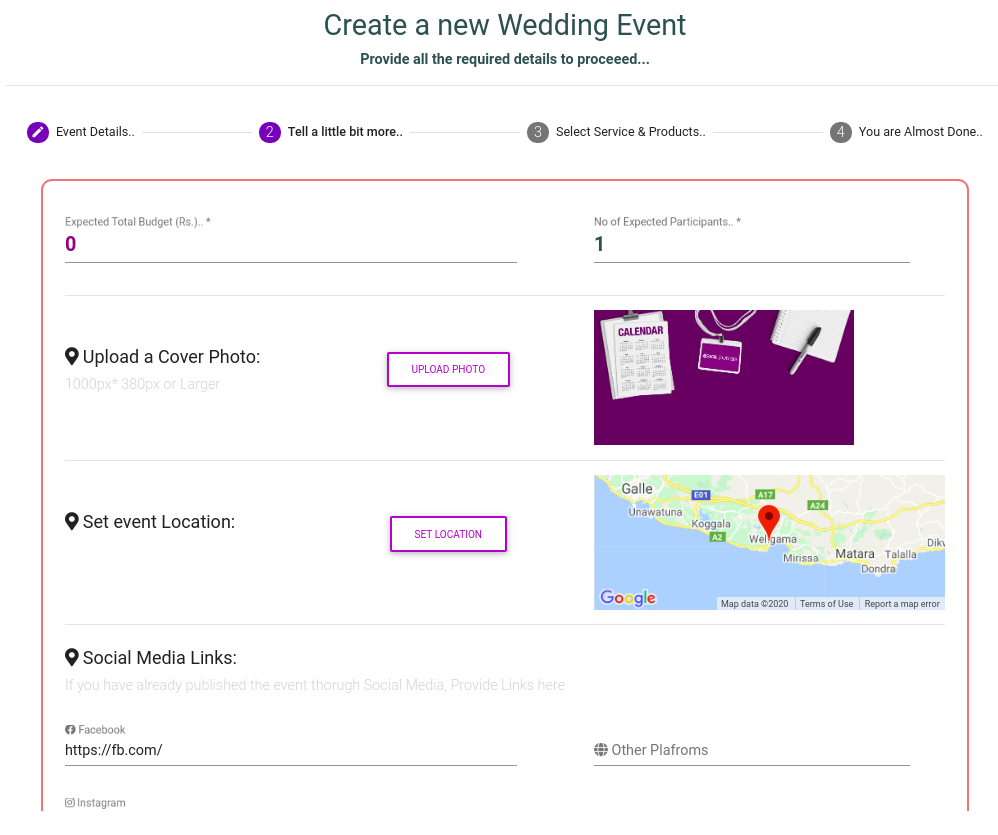 Create a new Wedding Event
Provide all the required details to proceeed...
Event Details..
2 Tell a little bit more..
3 Select Service & Products..
4 You are Almost Done..
Expected Total Budget (Rs.).. *
0
No of Expected Participants.. *
1
Upload a Cover Photo:
1000px* 380px or Larger
UPLOAD PHOTO
CALENDAR
Set event Location:
SET LOCATION
Galle
E01
A17
A24
Unawatuna
Koggala
A2
Weligama
Mirissa
Matara
Talalla
Dikw
Dondra
Google
Map data ©2020
Terms of Use
Report a map error
Social Media Links:
If you have already published the event thorugh Social Media, Provide Links here
Facebook
https://fb.com/
Other Plafroms
Instagram